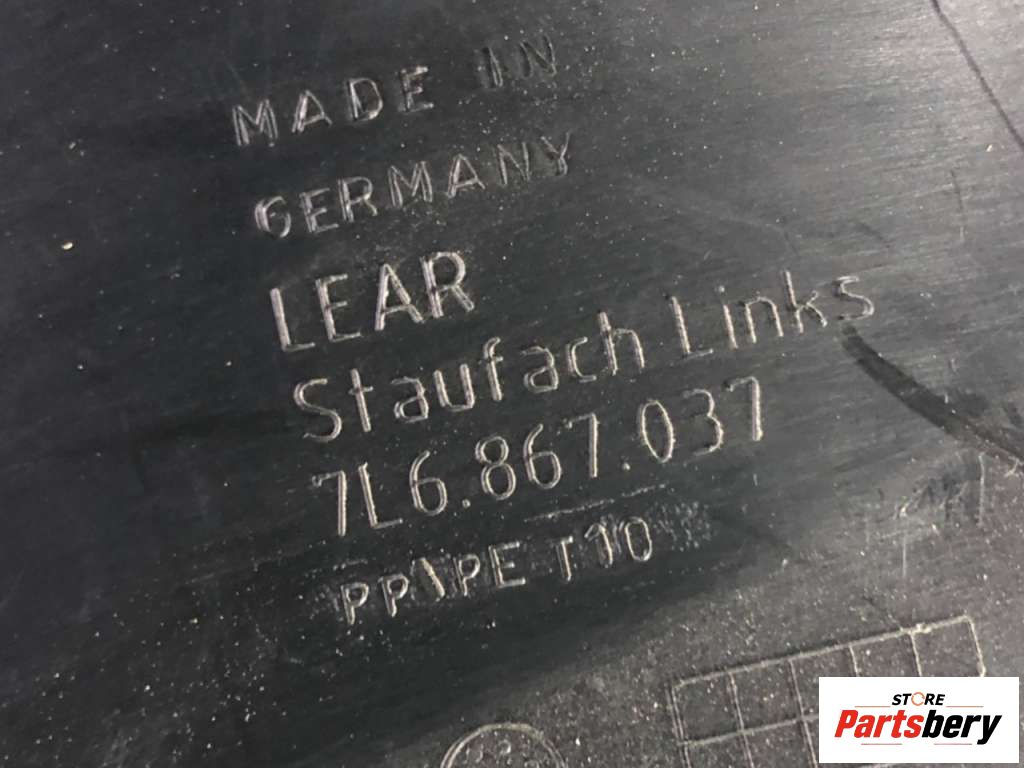 MADE IN
GERMANY
LEAR
Staufach Links
7L6.867.037
PP\PE T10
STORE
Partsbery